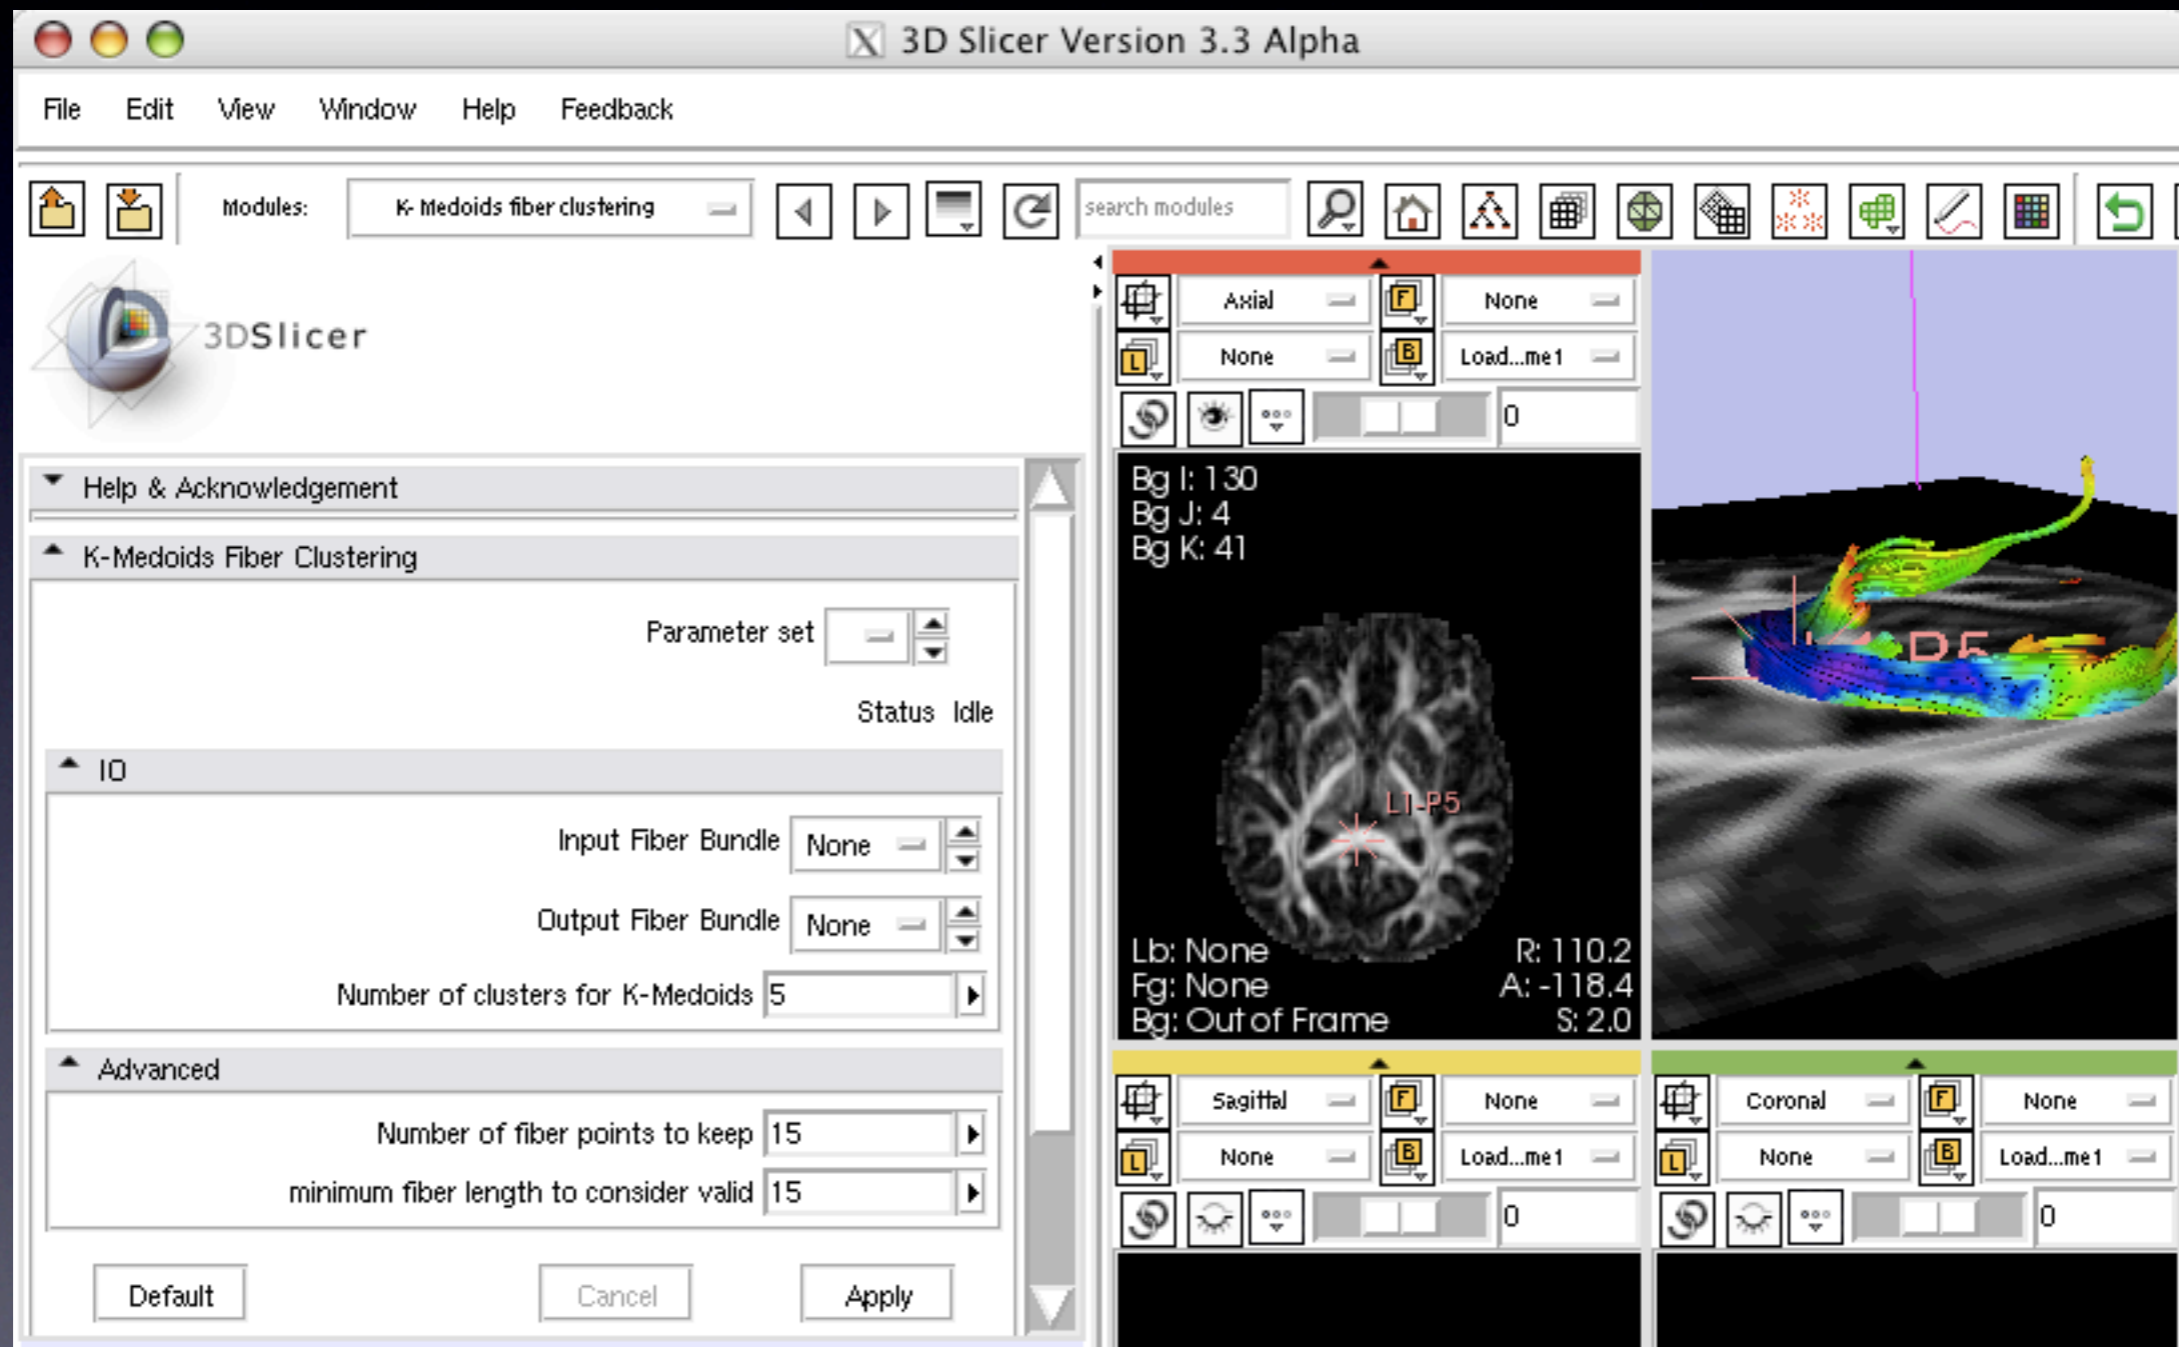 3D Slicer Version 3.3 Alpha
File Edit View Window Help Feedback
Modules: K- Medoids fiber clustering search modules
3DSlicer
Help & Acknowledgement
K-Medoids Fiber Clustering
Parameter set
Status Idle
IO
Input Fiber Bundle None
Output Fiber Bundle None
Number of clusters for K-Medoids 5
Advanced
Number of fiber points to keep 15
minimum fiber length to consider valid 15
Default Cancel Apply
Axial F None
L None B Load...me1
0
Bg I: 130
Bg J: 4
Bg K: 41
L1-P5
Lb: None R: 110.2
Fg: None A: -118.4
Bg: Out of Frame S: 2.0
P5
Sagittal F None
L None B Load...me1
0
Coronal F None
L None B Load...me1
0